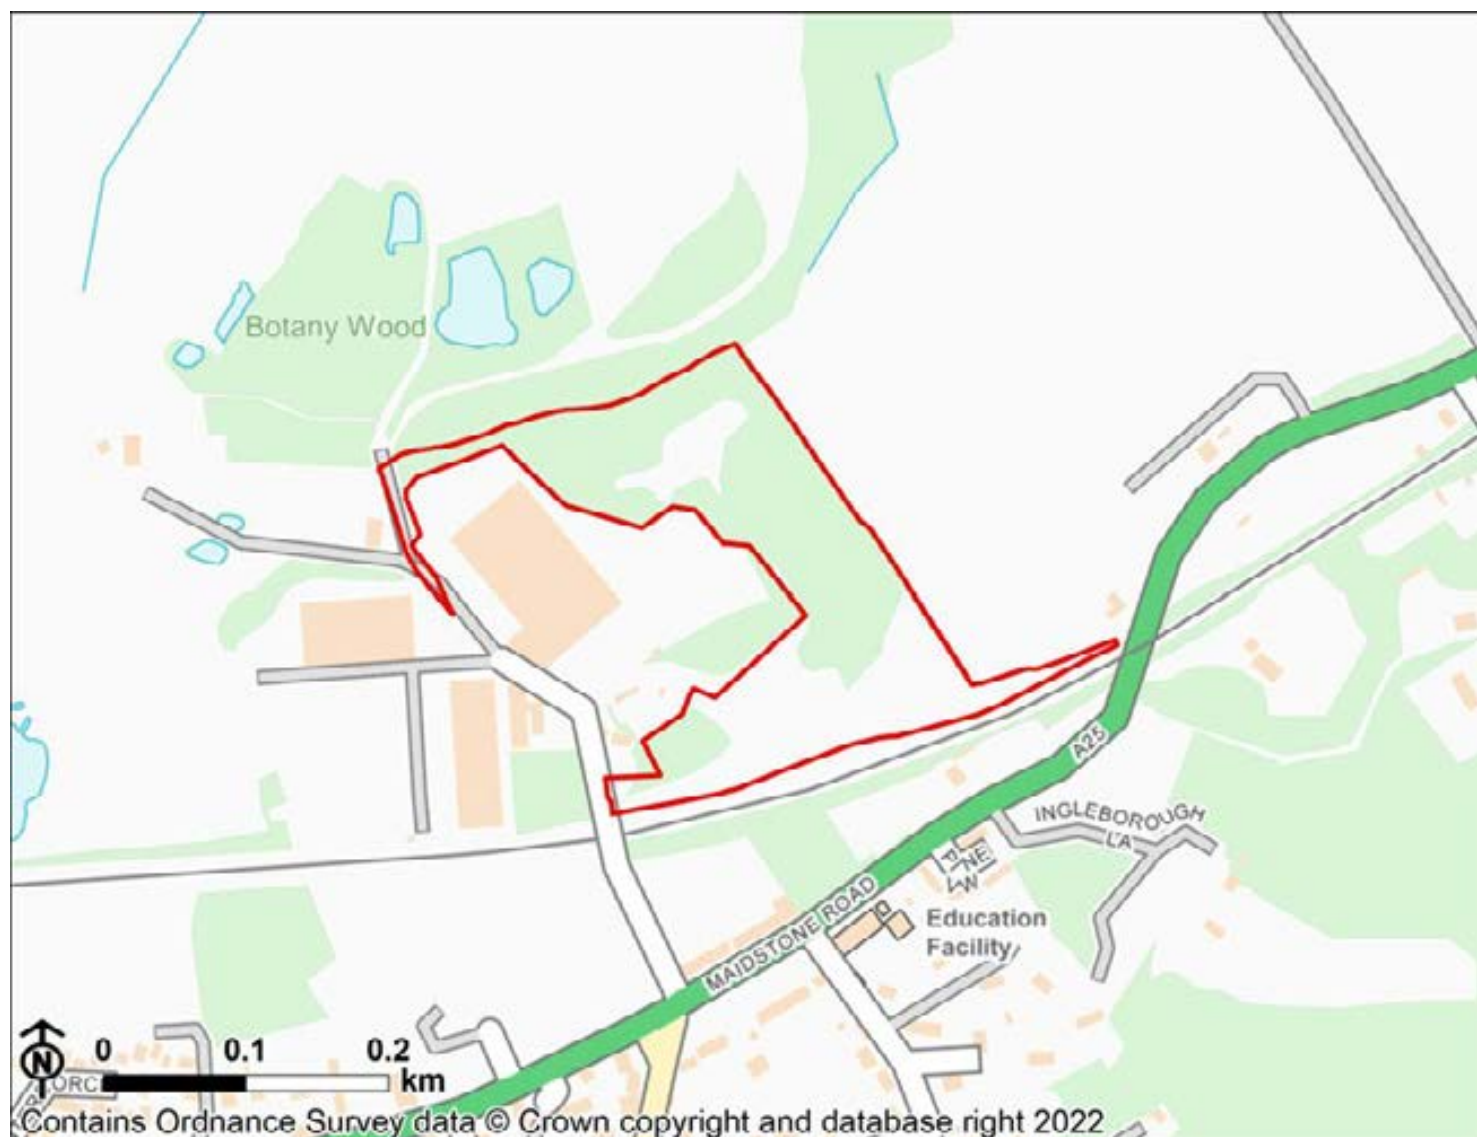 Botany Wood
A25
INGLEBOROUGH
LA
MAIDSTONE ROAD
Education
Facility
N
0 0.1 0.2
km
ORC
Contains Ordnance Survey data © Crown copyright and database right 2022